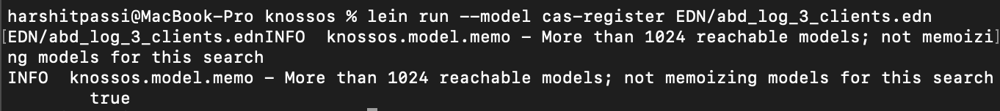 harshitpassi@MacBook-Pro knossos % lein run --model cas-register EDN/abd_log_3_clients.edn
[EDN/abd_log_3_clients.ednINFO  knossos.model.memo - More than 1024 reachable models; not memoizi]
ng models for this search
INFO  knossos.model.memo - More than 1024 reachable models; not memoizing models for this search
        true